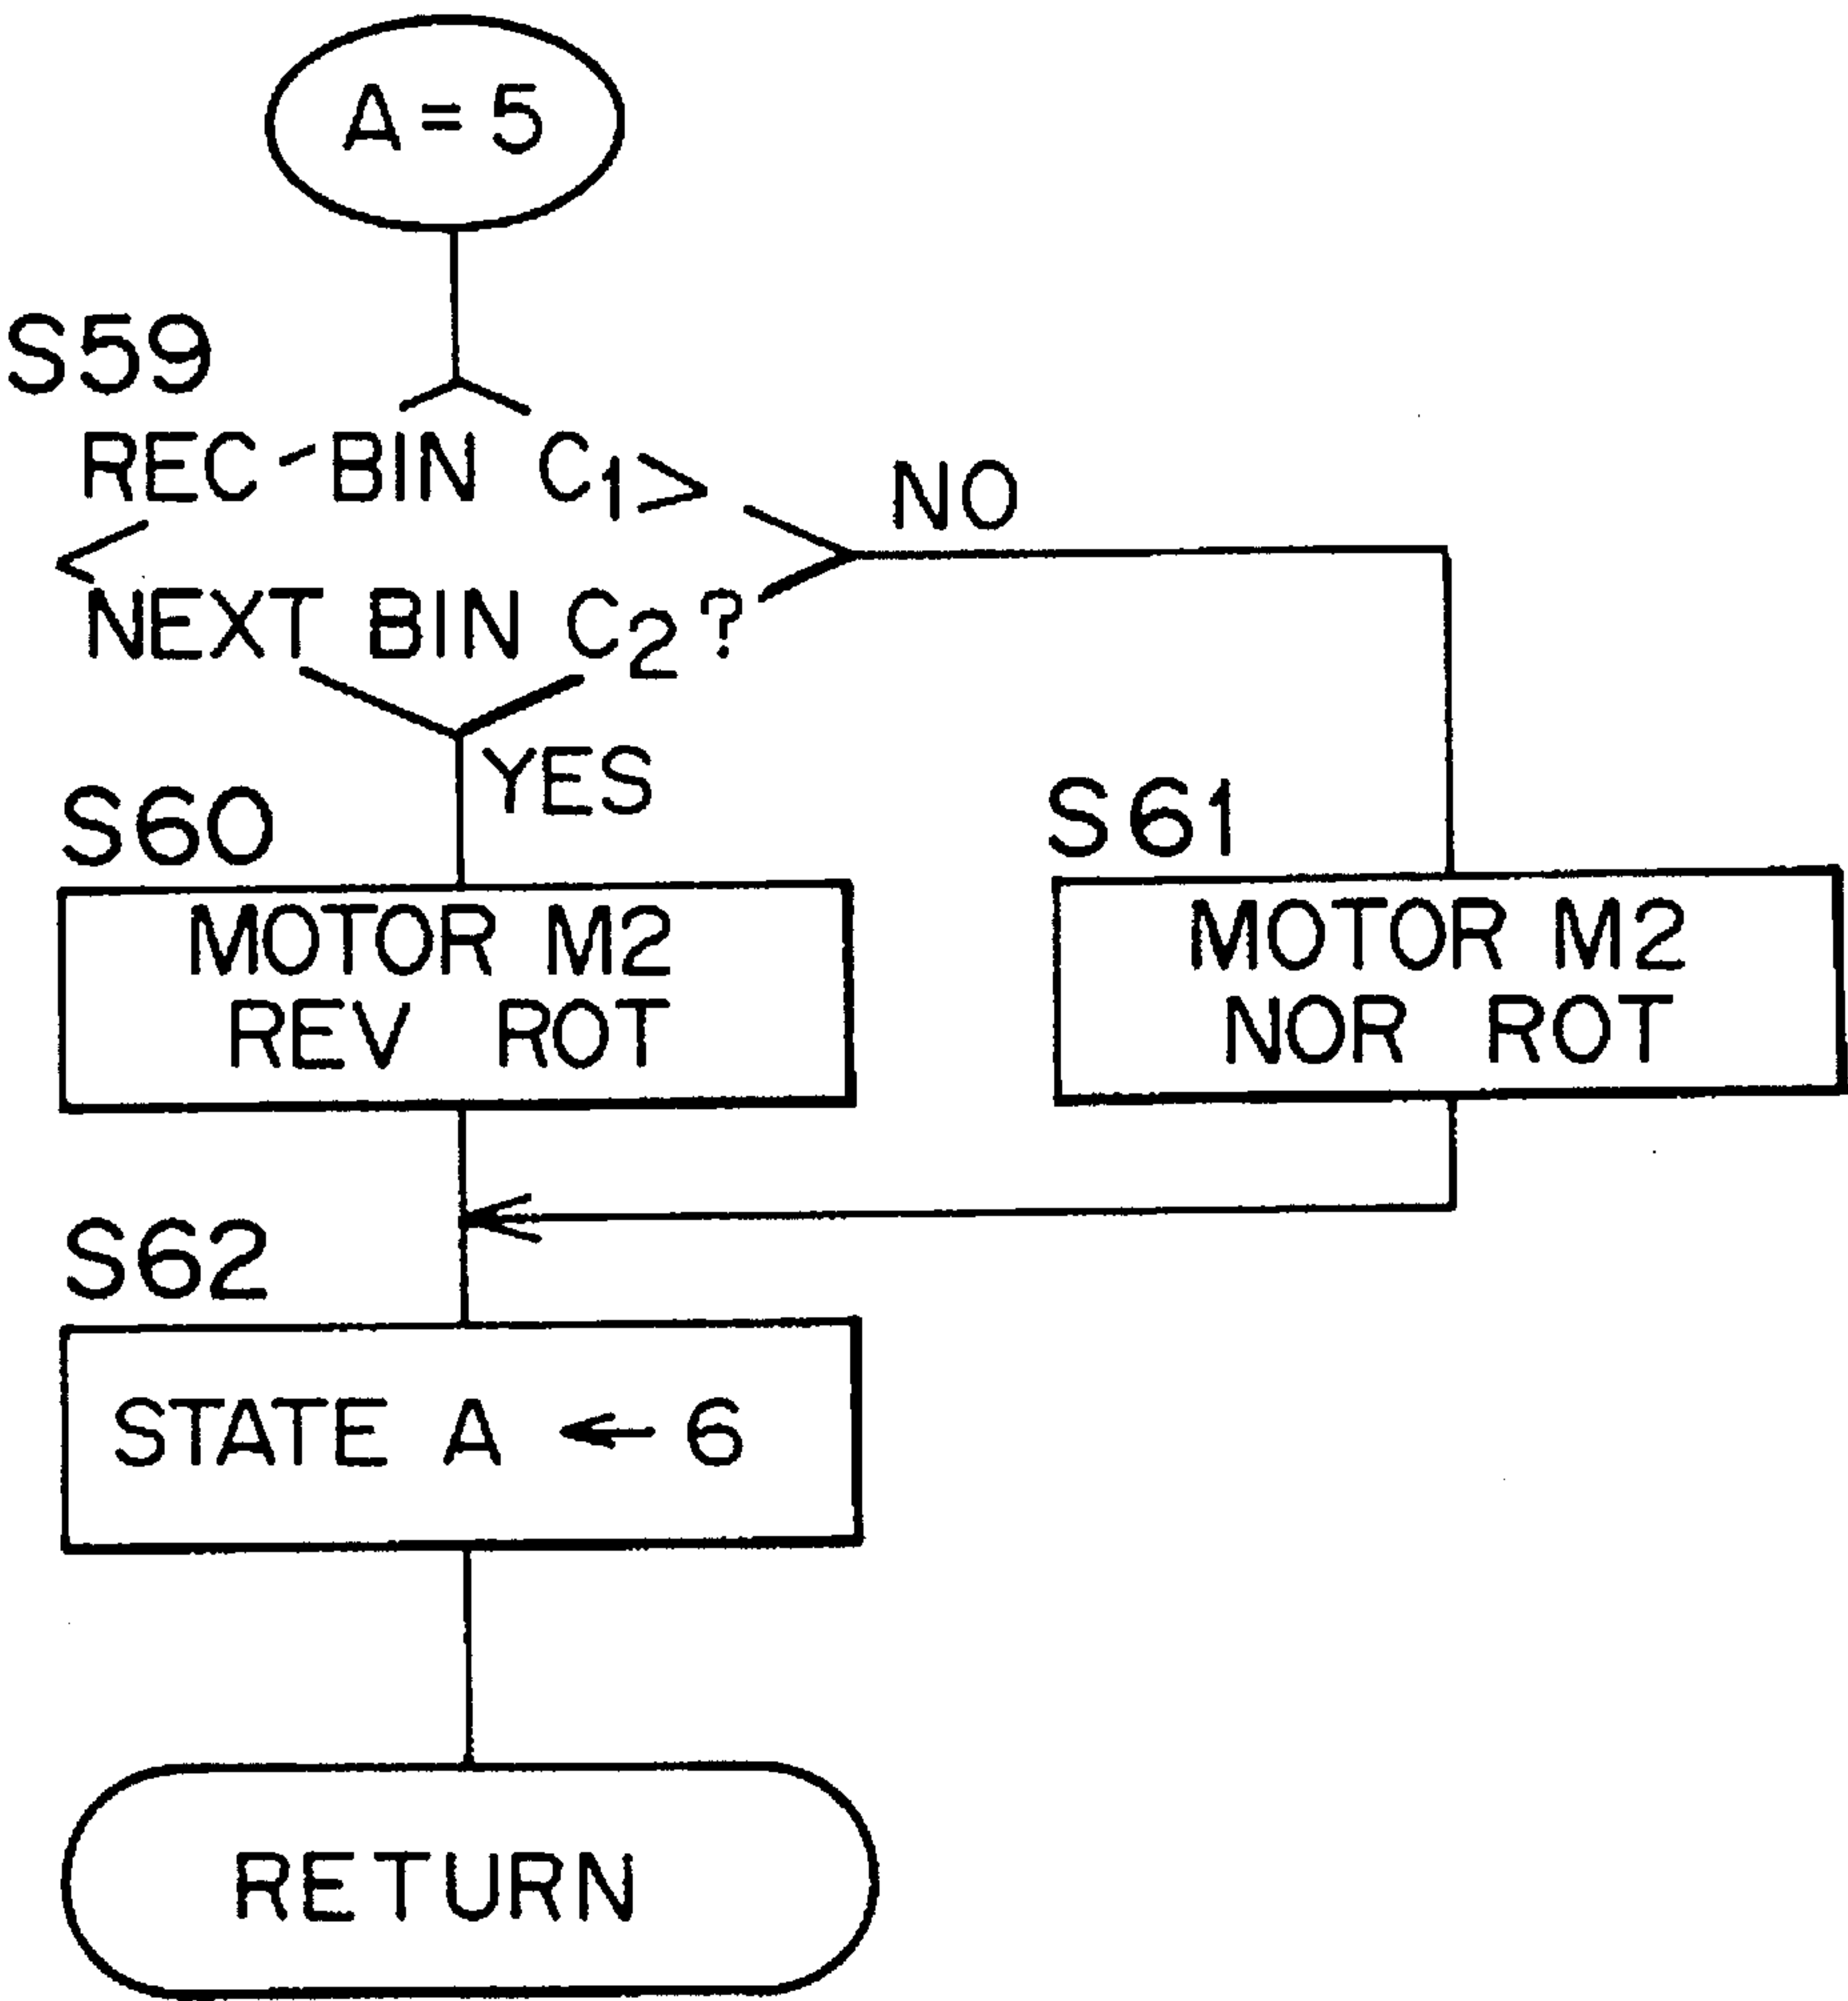 A = 5
S59
REC-BIN C1>
NEXT BIN C2?
NO
YES
S60
MOTOR M2
REV ROT
S61
MOTOR M2
NOR ROT
S62
STATE A ← 6
RETURN